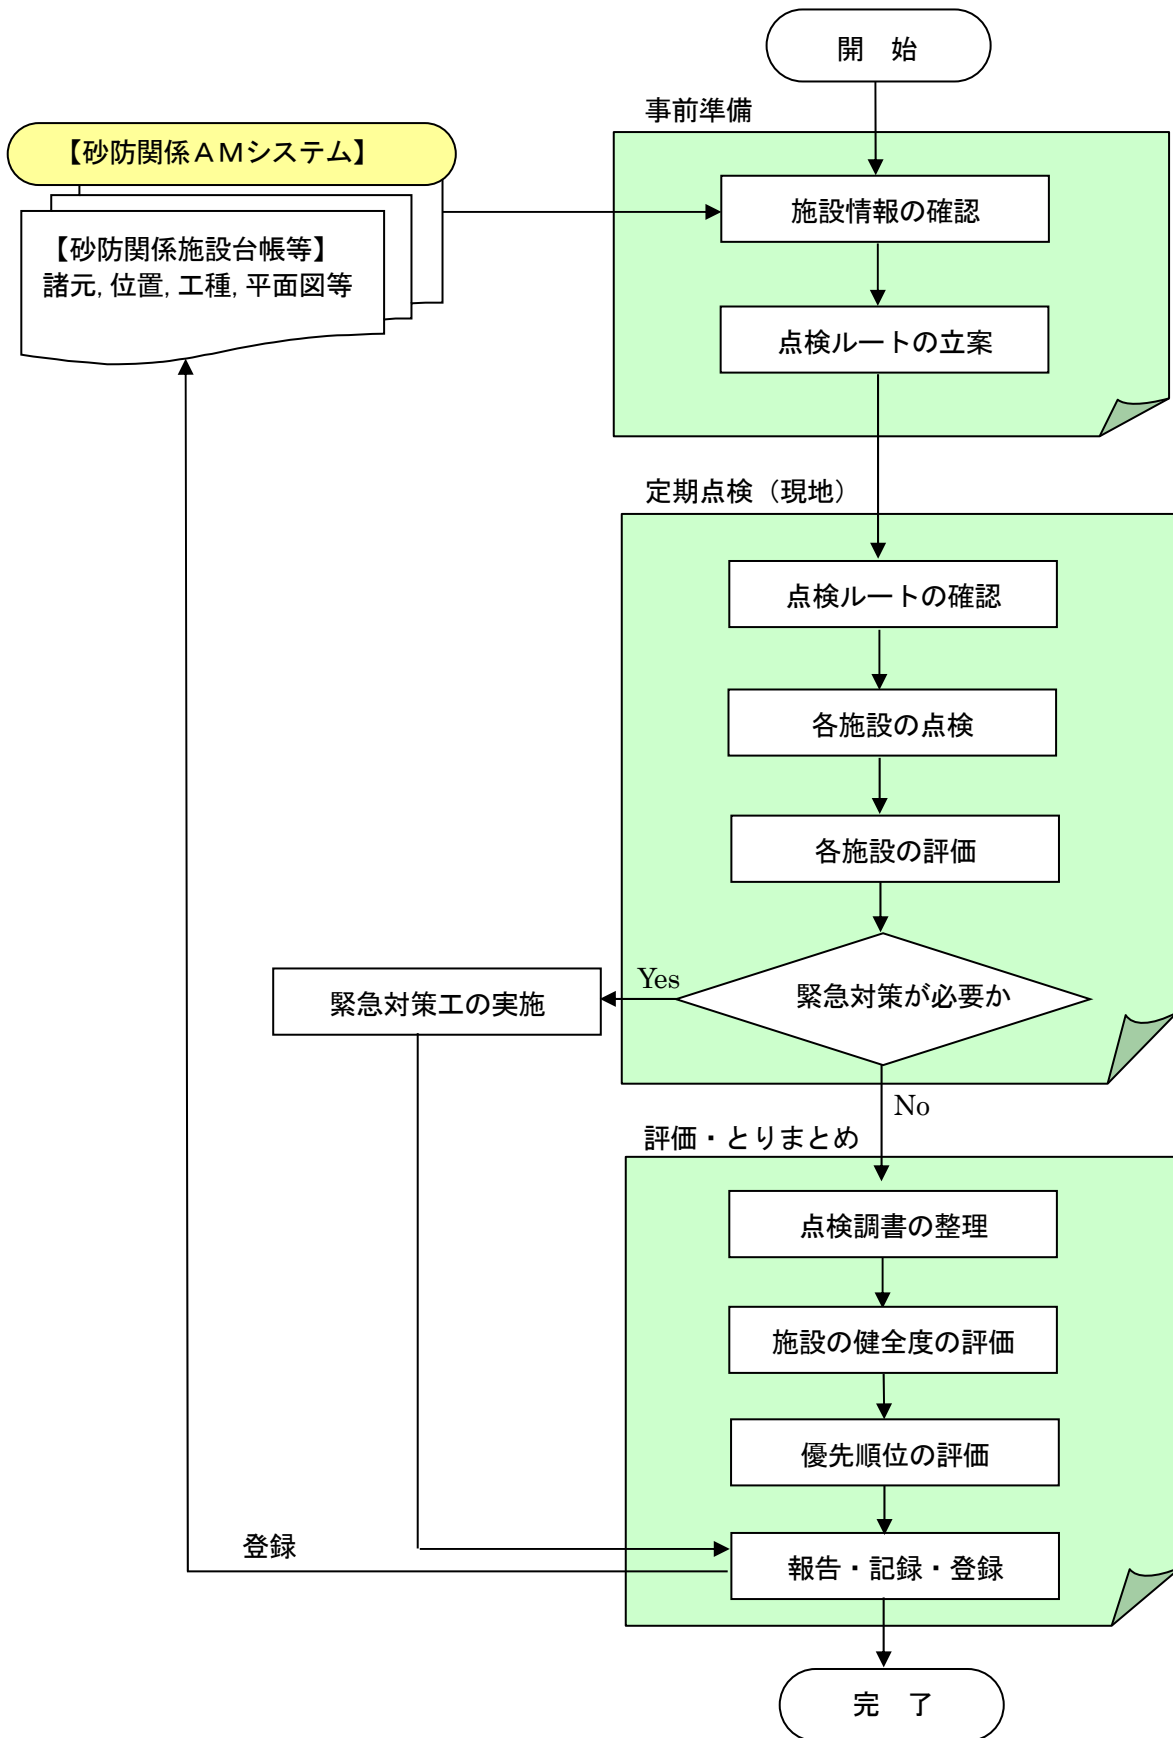 開　始
事前準備
【砂防関係ＡＭシステム】
【砂防関係施設台帳等】
諸元, 位置, 工種, 平面図等
施設情報の確認
点検ルートの立案
定期点検（現地）
点検ルートの確認
各施設の点検
各施設の評価
緊急対策が必要か
Yes
緊急対策工の実施
No
評価・とりまとめ
点検調書の整理
施設の健全度の評価
優先順位の評価
登録
報告・記録・登録
完　了